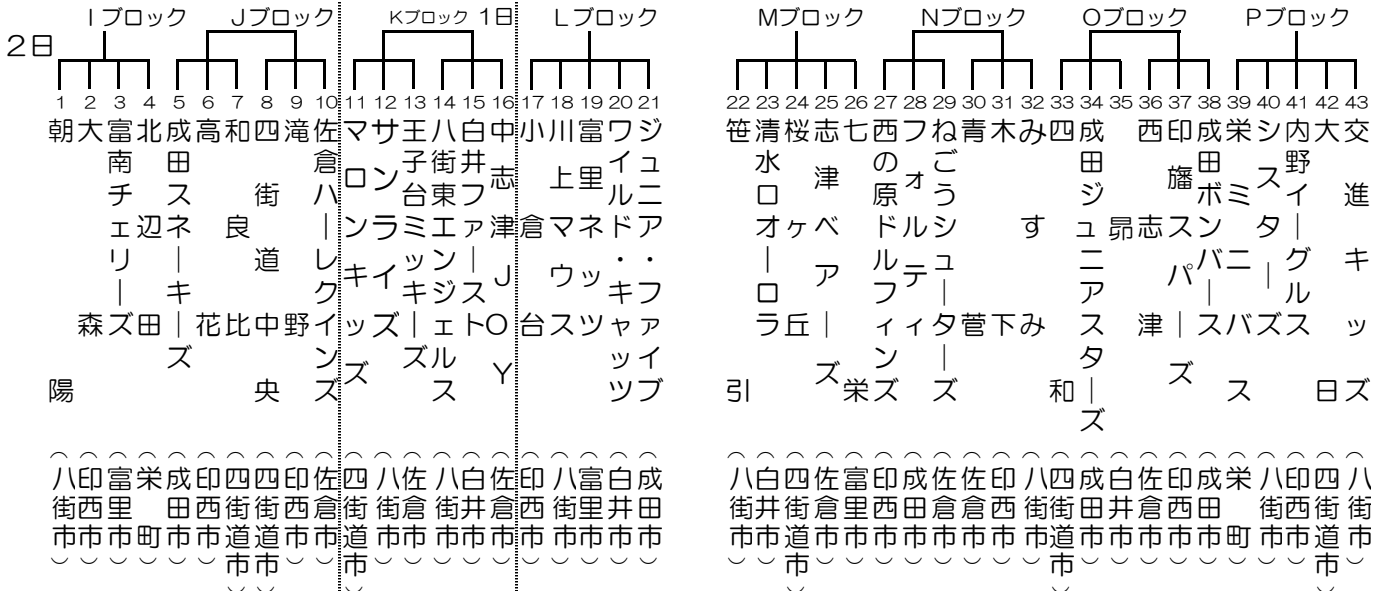 Iブロック Jブロック Kブロック 1日 Lブロック Mブロック Nブロック Oブロック Pブロック
2日
1 朝陽（八街市）
2 大森（印西市）
3 富南チェリーズ（富里市）
4 北辺田（栄町）
5 成田スネーキーズ（成田市）
6 高花（印西市）
7 和良比（四街道市）
8 四街道中央（四街道市）
9 滝野（印西市）
10 佐倉ハーレクインズ（佐倉市）
11 マロンキッズ（四街道市）
12 サンライズ（八街市）
13 王子台ミッキーズ（佐倉市）
14 八街東エンジェルス（八街市）
15 白井ファースト（白井市）
16 中志津JOY（佐倉市）
17 小倉台（印西市）
18 川上マウス（八街市）
19 富里ネッツ（富里市）
20 ワイルド・キャッツ（白井市）
21 ジュニア・ファイブ（成田市）
22 笹引（八街市）
23 清水口オーロラ（白井市）
24 桜ヶ丘（四街道市）
25 志津ベアーズ（佐倉市）
26 七栄（富里市）
27 西の原ドルフィンズ（印西市）
28 フォルティ（成田市）
29 ねごうシューターズ（佐倉市）
30 青菅（佐倉市）
31 木下（印西市）
32 みすみ（八街市）
33 四和（四街道市）
34 成田ジュニアスターズ（成田市）
35 昴（白井市）
36 西志津（佐倉市）
37 印旛スパーズ（印西市）
38 成田ボンバース（成田市）
39 栄ミニバス（栄町）
40 シスターズ（八街市）
41 内野イーグルス（印西市）
42 大日（四街道市）
43 交進キッズ（八街市）